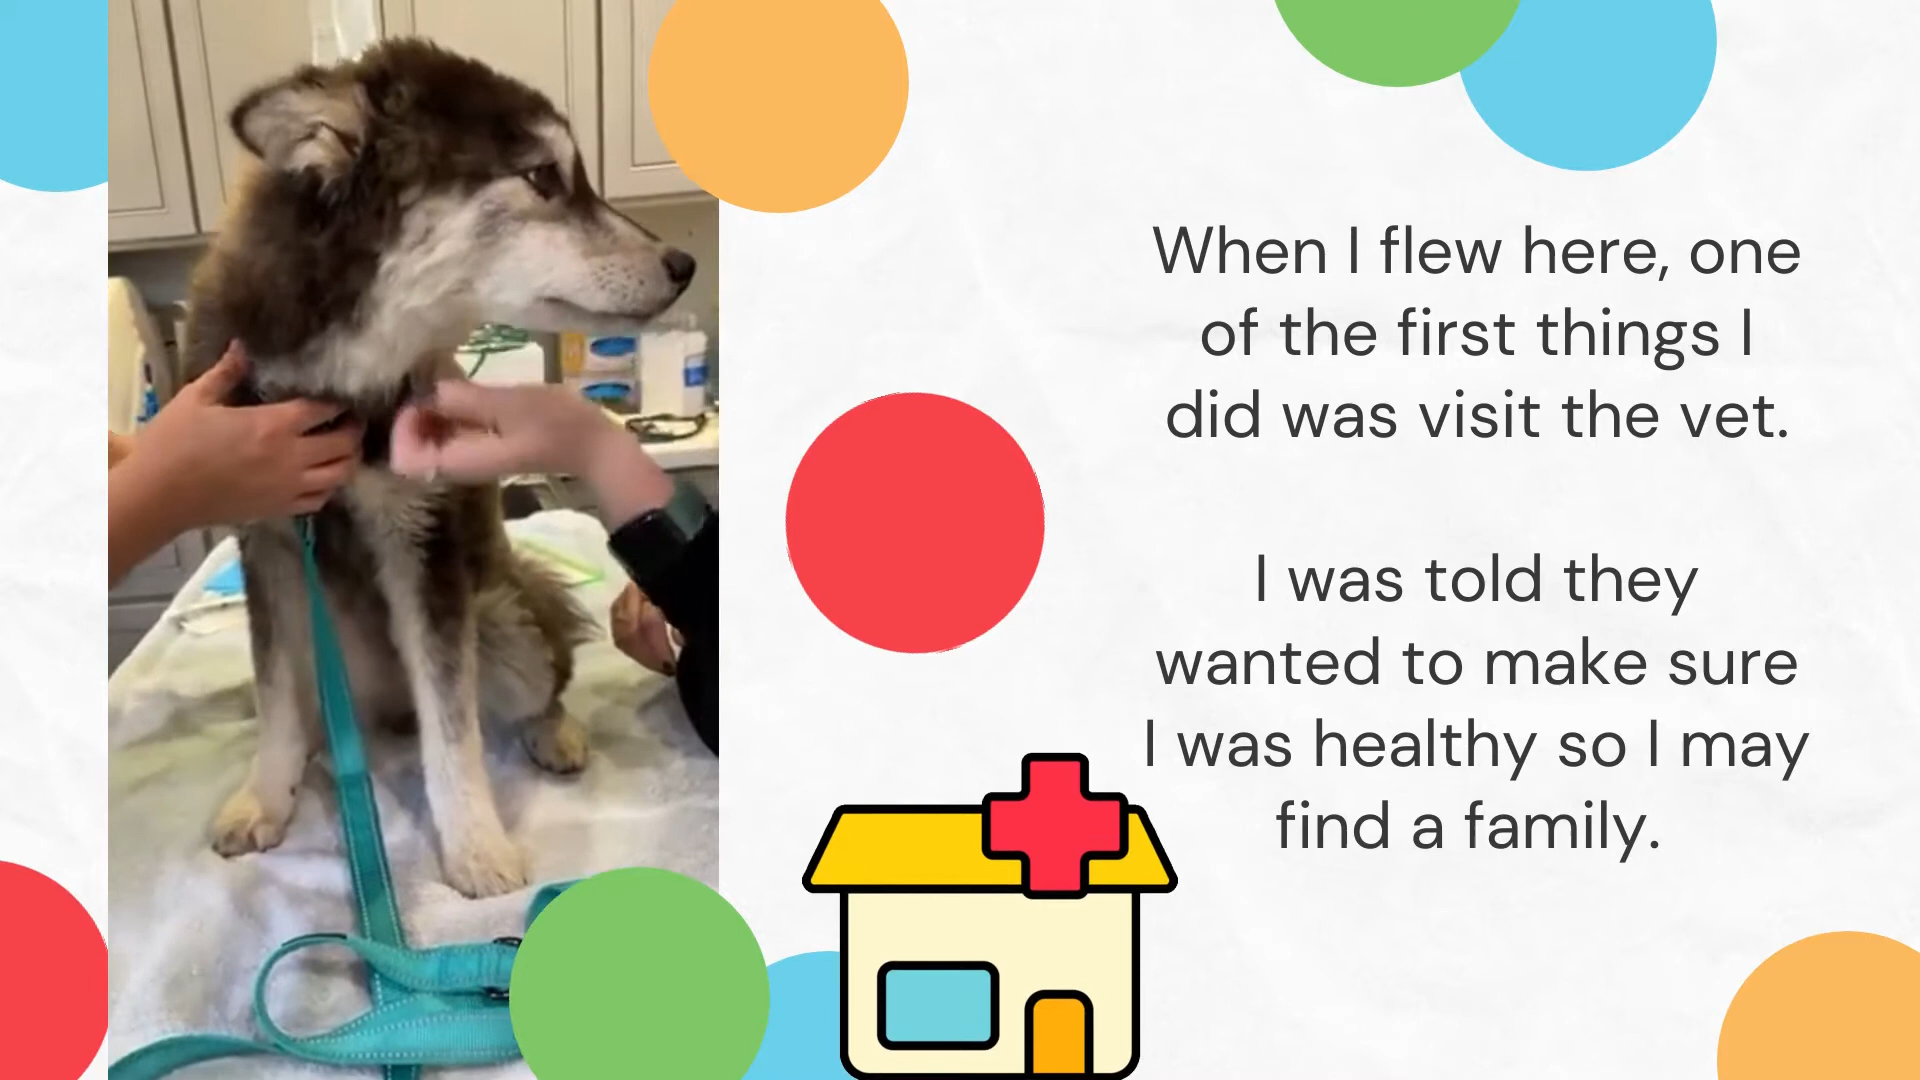 When I flew here, one
of the first things I
did was visit the vet.
I was told they
wanted to make sure
I was healthy so I may
find a family.